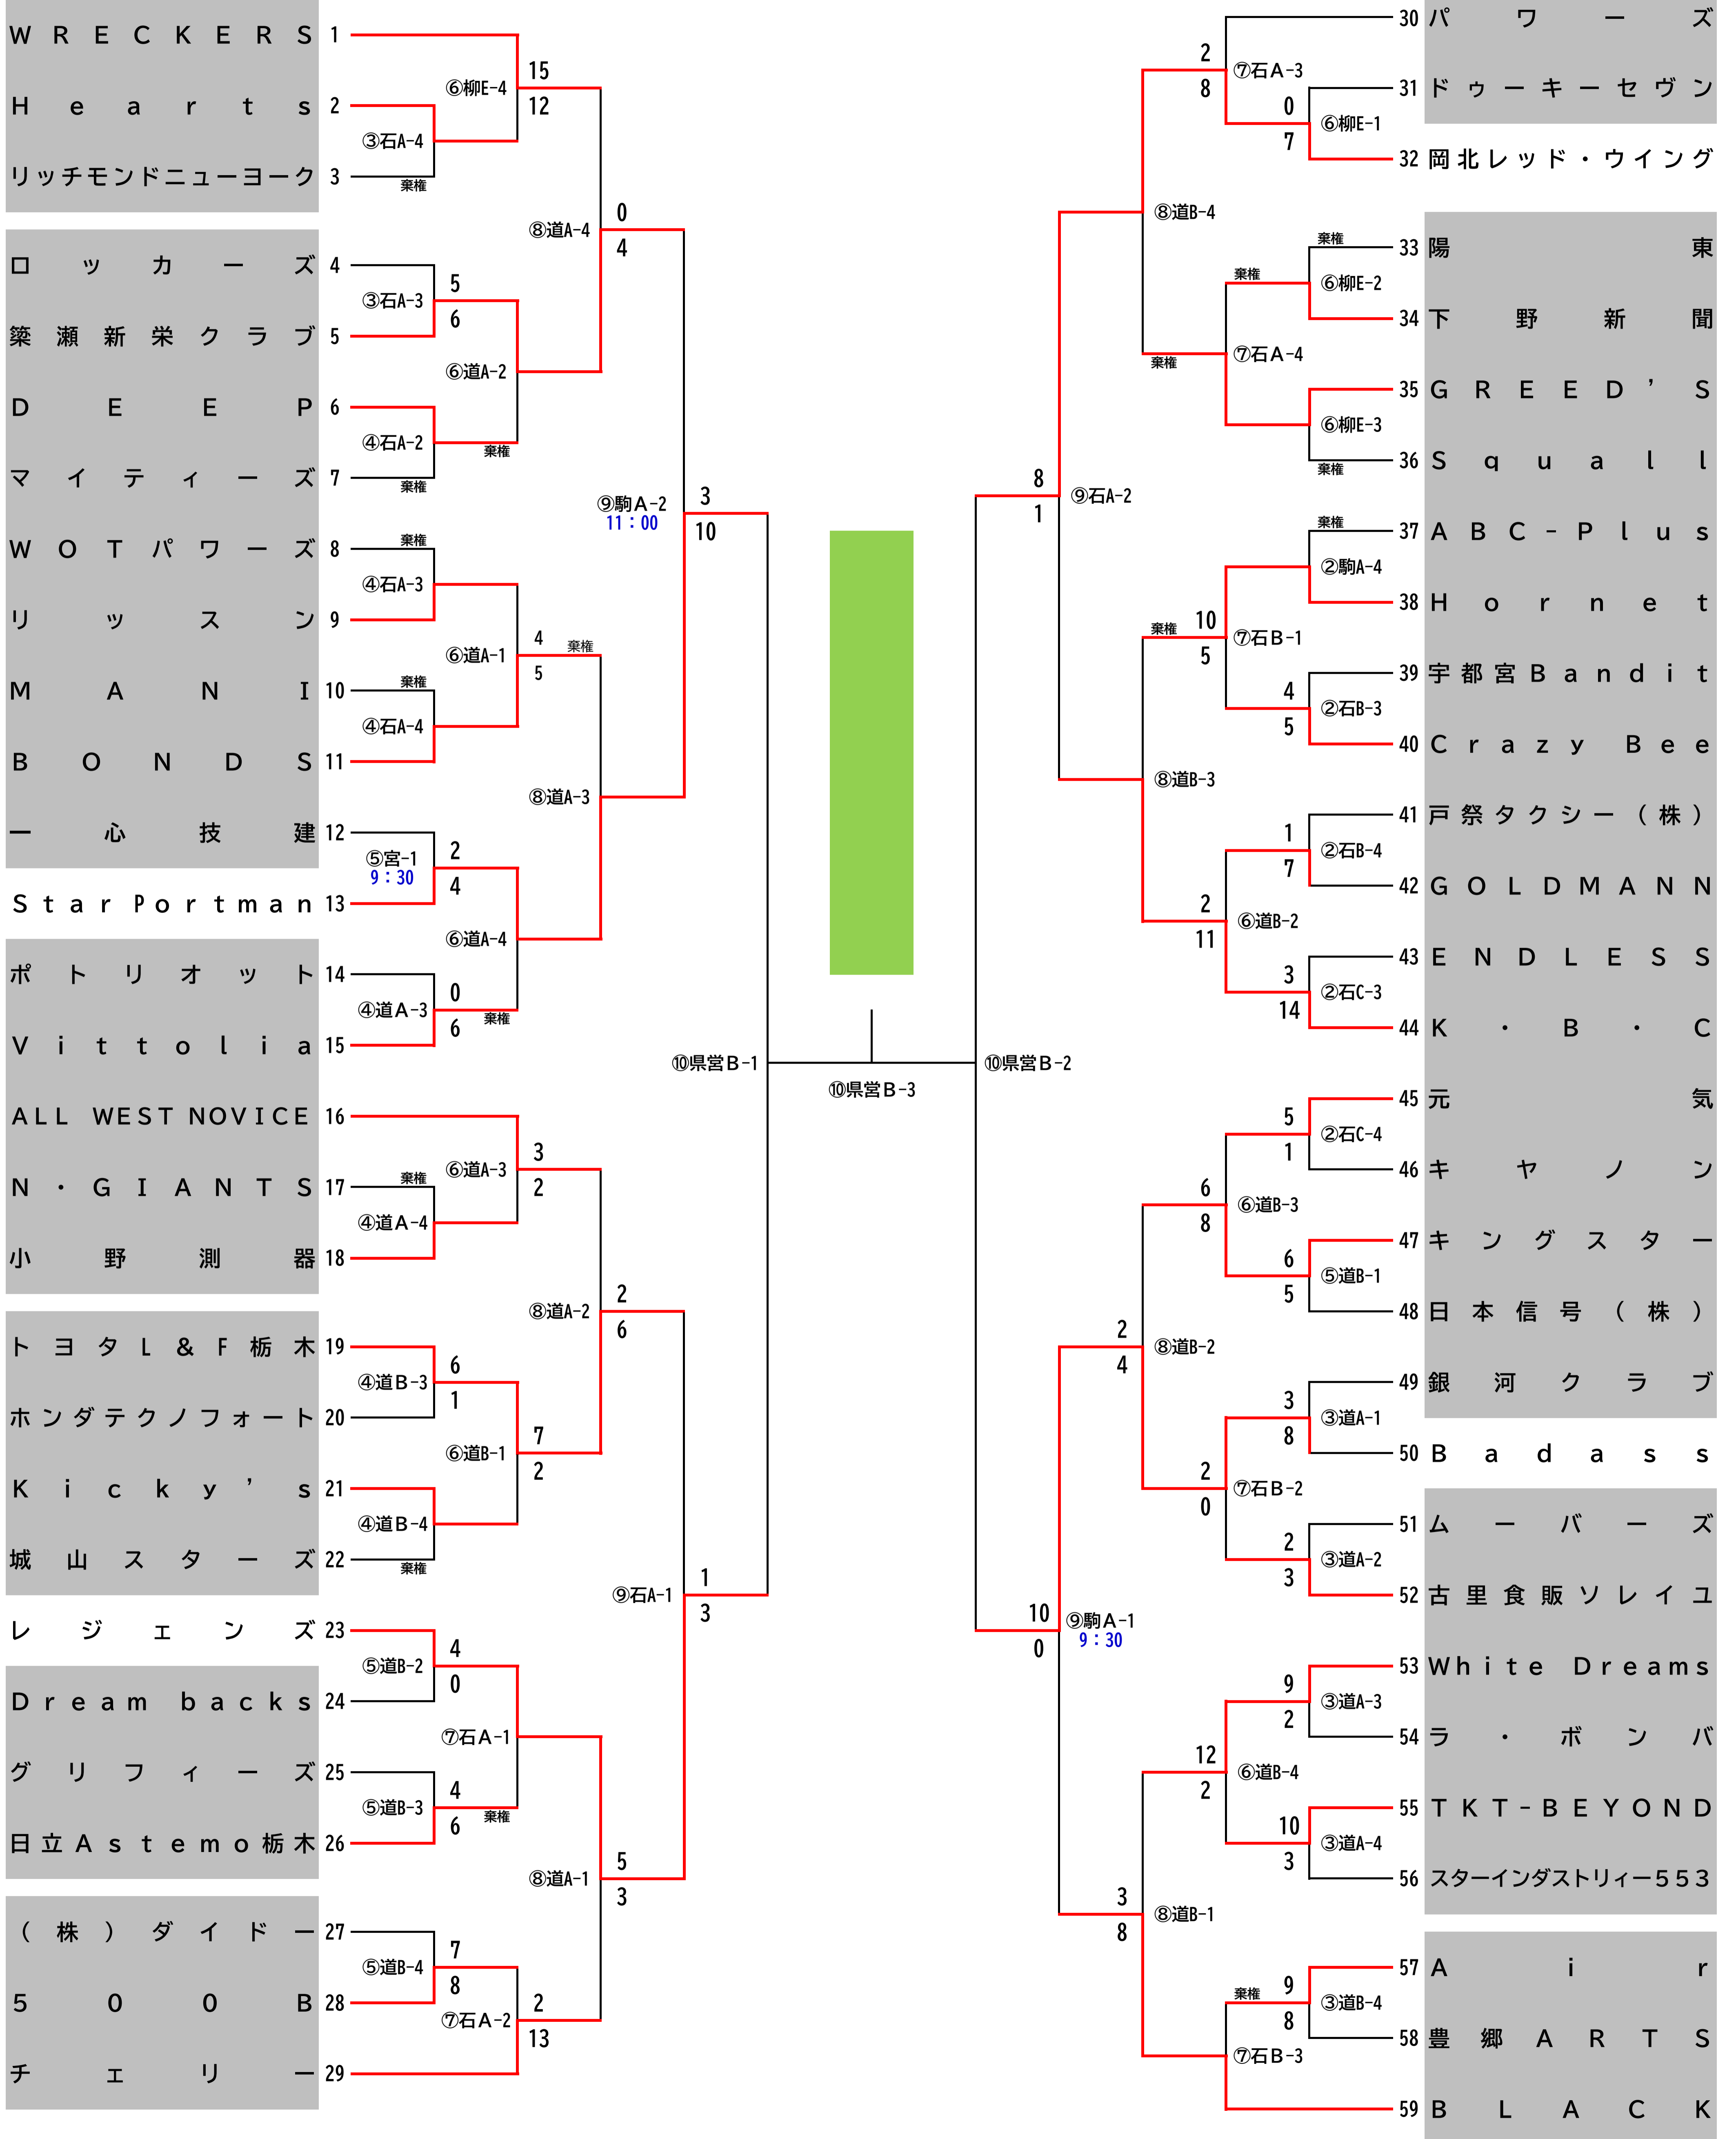 WRECKERS 1
Hearts 2
リッチモンドニューヨーク 3
ロッカーズ 4
簗瀬新栄クラブ 5
DEEP 6
マイティーズ 7
WOTパワーズ 8
リッスン 9
MANI 10
BONDS 11
一心技建 12
Star Portman 13
ポトリオット 14
Vittolia 15
ALL WEST NOVICE 16
N・GIANTS 17
小野測器 18
トヨタL&F栃木 19
ホンダテクノフォート 20
Kicky's 21
城山スターズ 22
レジェンズ 23
Dream backs 24
グリフィーズ 25
日立Astemo栃木 26
(株)ダイドー 27
500B 28
チェリー 29
③石A-4
棄権
③石A-3
5
6
④石A-2
棄権
棄権
④石A-3
棄権
④石A-4
⑤宮-1
9:30
2
4
④道A-3
0
6
棄権
④道A-4
④道B-3
6
1
④道B-4
棄権
⑤道B-2
4
0
⑤道B-3
4
6
⑤道B-4
7
8
⑥柳E-4
15
12
⑥道A-2
棄権
⑥道A-1
4
5
棄権
⑥道A-4
棄権
⑥道A-3
3
2
⑥道B-1
7
2
⑦石A-1
棄権
⑦石A-2
2
13
⑧道A-4
0
4
⑧道A-3
⑧道A-2
2
6
⑧道A-1
5
3
⑨駒A-2
11:00
3
10
⑨石A-1
1
3
⑩県営B-1
⑩県営B-3
⑩県営B-2
8
1
⑨石A-2
10
0
⑨駒A-1
9:30
⑧道B-4
棄権
⑧道B-3
棄権
2
4
⑧道B-2
3
8
⑧道B-1
2
8
⑦石A-3
⑦石A-4
棄権
10
5
⑦石B-1
2
11
⑥道B-2
6
8
⑥道B-3
2
0
⑦石B-2
12
2
⑥道B-4
棄権
⑦石B-3
0
7
⑥柳E-1
棄権
⑥柳E-2
⑥柳E-3
棄権
棄権
②駒A-4
4
5
②石B-3
1
7
②石B-4
3
14
②石C-3
5
1
②石C-4
6
5
⑤道B-1
3
8
③道A-1
2
3
③道A-2
9
2
③道A-3
10
3
③道A-4
9
8
③道B-4
30 パワーズ
31 ドゥーキーセヴン
32 岡北レッド・ウイング
33 陽東
34 下野新聞
35 GREED'S
36 Squall
37 ABC-Plus
38 Hornet
39 宇都宮Bandit
40 Crazy Bee
41 戸祭タクシー(株)
42 GOLDMANN
43 ENDLESS
44 K・B・C
45 元気
46 キヤノン
47 キングスター
48 日本信号(株)
49 銀河クラブ
50 Badass
51 ムーバーズ
52 古里食販ソレイユ
53 White Dreams
54 ラ・ボンバ
55 TKT-BEYOND
56 スターインダストリィー553
57 Air
58 豊郷ARTS
59 BLACK